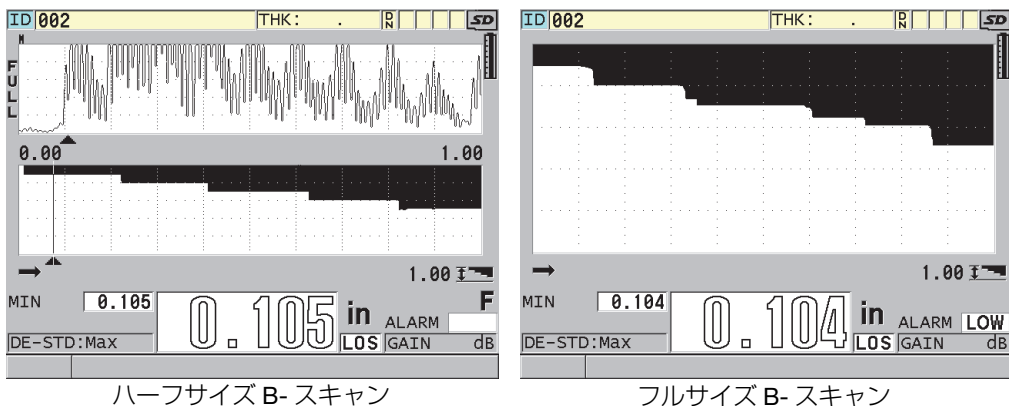 ID 002 THK: . DN SD
M
FULL
0.00 1.00
1.00
MIN 0.105 0.105 in F
ALARM
DE-STD:Max LOS GAIN dB
ハーフサイズ B- スキャン
ID 002 THK: . DN SD
1.00
MIN 0.104 0.104 in
ALARM LOW
DE-STD:Max LOS GAIN dB
フルサイズ B- スキャン